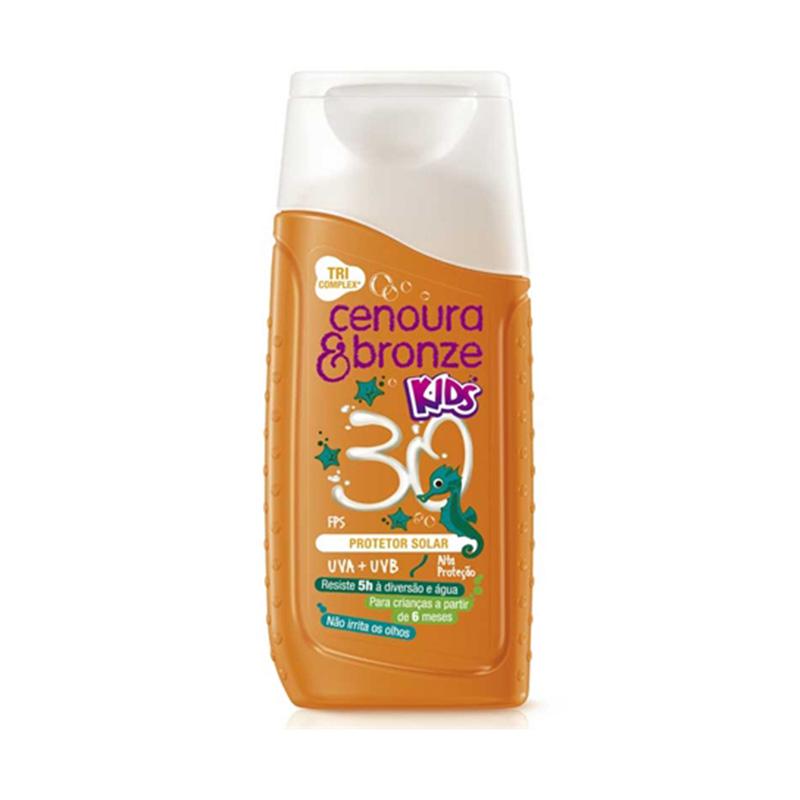 TRI
COMPLEX*
cenoura
&bronze
KIDS
30
FPS
PROTETOR SOLAR
UVA + UVB
Alta
Proteção
Resiste 5h à diversão e água
Para crianças a partir
de 6 meses
Não irrita os olhos